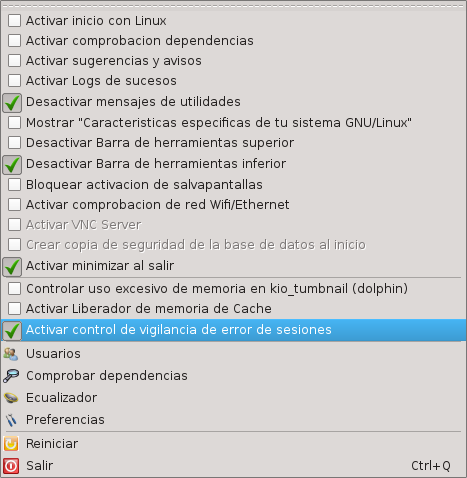 Activar inicio con Linux
Activar comprobacion dependencias
Activar sugerencias y avisos
Activar Logs de sucesos
Desactivar mensajes de utilidades
Mostrar "Caracteristicas especificas de tu sistema GNU/Linux"
Desactivar Barra de herramientas superior
Desactivar Barra de herramientas inferior
Bloquear activacion de salvapantallas
Activar comprobacion de red Wifi/Ethernet
Activar VNC Server
Crear copia de seguridad de la base de datos al inicio
Activar minimizar al salir
Controlar uso excesivo de memoria en kio_tumbnail (dolphin)
Activar Liberador de memoria de Cache
Activar control de vigilancia de error de sesiones
Usuarios
Comprobar dependencias
Ecualizador
Preferencias
Reiniciar
Salir Ctrl+Q